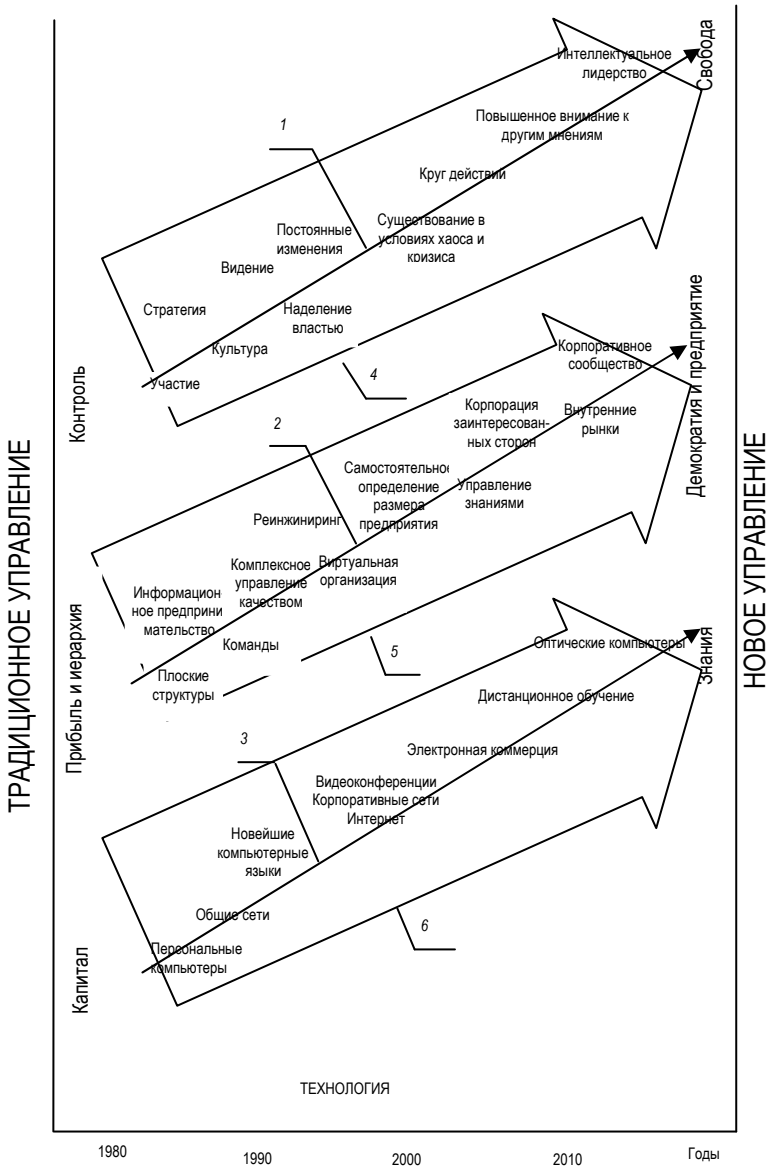 ТРАДИЦИОННОЕ УПРАВЛЕНИЕ
Контроль
Прибыль и иерархия
Капитал
1
Интеллектуальное
лидерство
Свобода
Повышенное внимание к
другим мнениям
Круг действий
Существование в
условиях хаоса и
кризиса
Постоянные
изменения
Видение
Стратегия
Наделение
властью
Культура
Участие
4
2
Корпоративное
сообщество
Демократия и предприятие
Внутренние
рынки
Корпорация
заинтересован-
ных сторон
Самостоятельное
определение
размера
предприятия
Управление
знаниями
Реинжиниринг
Виртуальная
организация
Комплексное
управление
качеством
Информацион
ное предприни
мательство
Команды
Плоские
структуры
5
3
Оптические компьютеры
Знания
Дистанционное обучение
Электронная коммерция
Видеоконференции
Корпоративные сети
Интернет
Новейшие
компьютерные
языки
Общие сети
Персональные
компьютеры
6
НОВОЕ УПРАВЛЕНИЕ
ТЕХНОЛОГИЯ
1980
1990
2000
2010
Годы